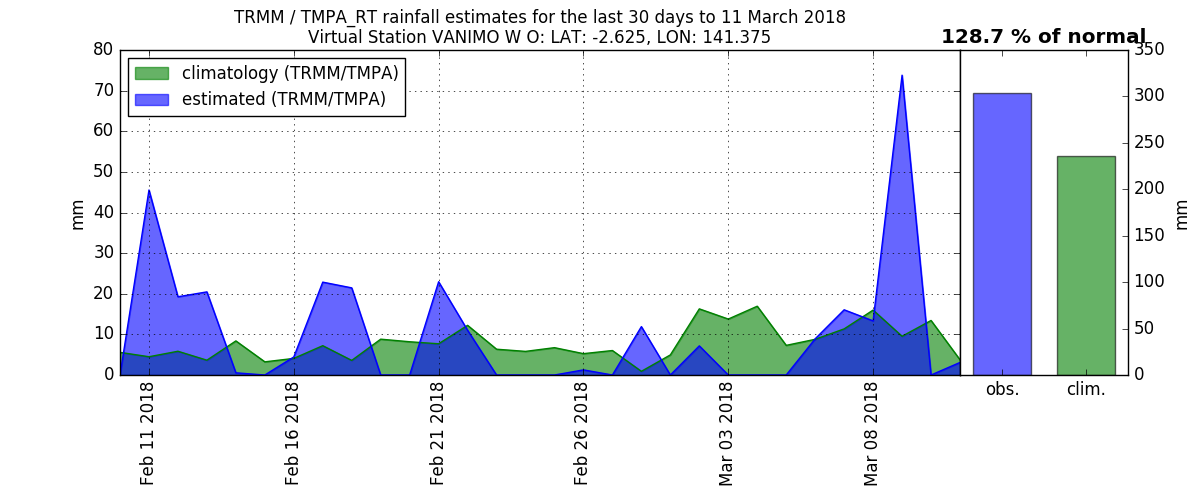 TRMM / TMPA_RT rainfall estimates for the last 30 days to 11 March 2018
Virtual Station VANIMO W O: LAT: -2.625, LON: 141.375
128.7 % of normal
climatology (TRMM/TMPA)
estimated (TRMM/TMPA)
80
70
60
50
40
30
20
10
0
mm
Feb 11 2018
Feb 16 2018
Feb 21 2018
Feb 26 2018
Mar 03 2018
Mar 08 2018
350
300
250
200
150
100
50
0
mm
obs.
clim.